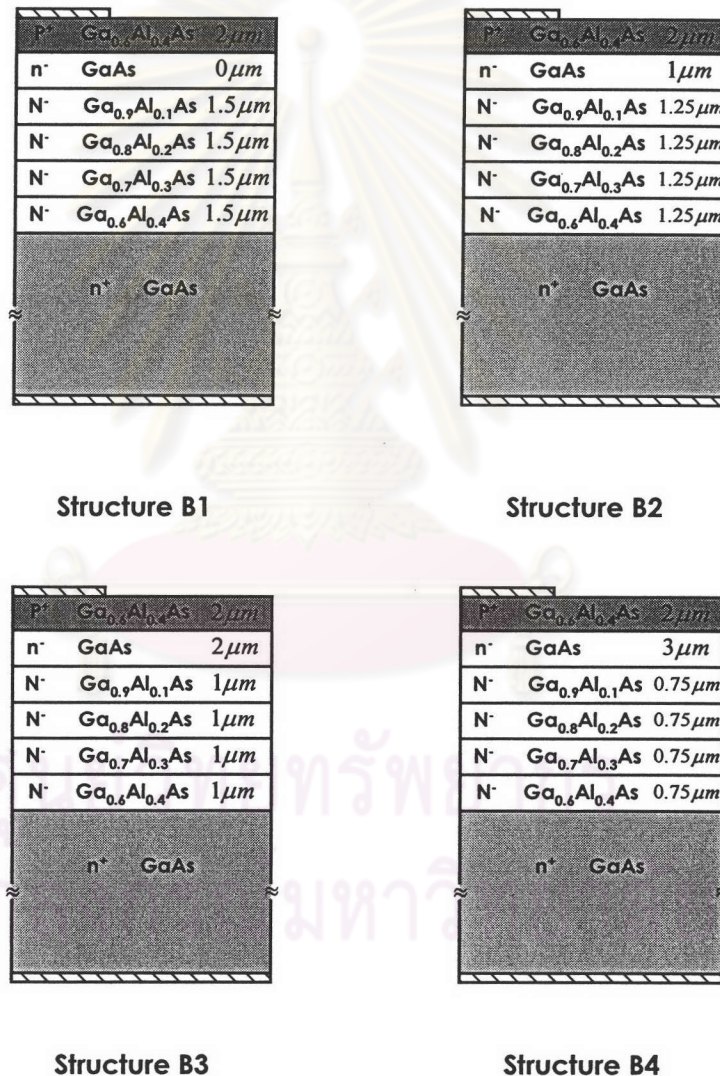 P⁺ Ga₀.₆Al₀.₄As 2μm
n⁻ GaAs 0μm
N⁻ Ga₀.₉Al₀.₁As 1.5μm
N⁻ Ga₀.₈Al₀.₂As 1.5μm
N⁻ Ga₀.₇Al₀.₃As 1.5μm
N⁻ Ga₀.₆Al₀.₄As 1.5μm
n⁺ GaAs
Structure B1
P⁺ Ga₀.₆Al₀.₄As 2μm
n⁻ GaAs 1μm
N⁻ Ga₀.₉Al₀.₁As 1.25μm
N⁻ Ga₀.₈Al₀.₂As 1.25μm
N⁻ Ga₀.₇Al₀.₃As 1.25μm
N⁻ Ga₀.₆Al₀.₄As 1.25μm
n⁺ GaAs
Structure B2
P⁺ Ga₀.₆Al₀.₄As 2μm
n⁻ GaAs 2μm
N⁻ Ga₀.₉Al₀.₁As 1μm
N⁻ Ga₀.₈Al₀.₂As 1μm
N⁻ Ga₀.₇Al₀.₃As 1μm
N⁻ Ga₀.₆Al₀.₄As 1μm
n⁺ GaAs
Structure B3
P⁺ Ga₀.₆Al₀.₄As 2μm
n⁻ GaAs 3μm
N⁻ Ga₀.₉Al₀.₁As 0.75μm
N⁻ Ga₀.₈Al₀.₂As 0.75μm
N⁻ Ga₀.₇Al₀.₃As 0.75μm
N⁻ Ga₀.₆Al₀.₄As 0.75μm
n⁺ GaAs
Structure B4